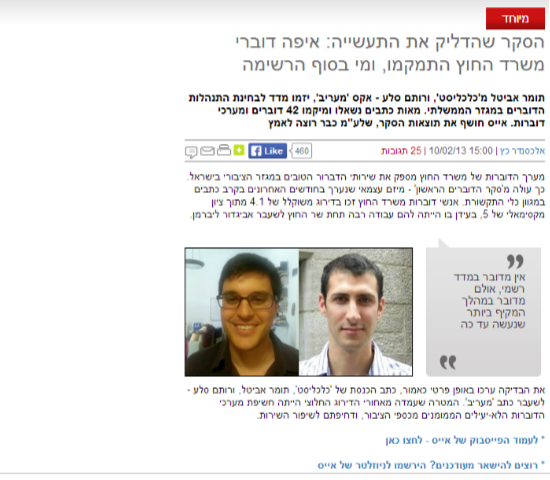 מיוחד
הסקר שהדליק את התעשייה: איפה דוברי
משרד החוץ התמקמו, ומי בסוף הרשימה
תומר אביטל מ'כלכליסט', ורותם סלע - אקס 'מעריב', יזמו מדד לבחינת התנהלות
הדוברים במגזר הממשלתי. מאות כתבים נשאלו ומיקמו 42 דוברים ומערכי
דוברות. אייס חושף את תוצאות הסקר, שלע"מ כבר רוצה לאמץ
אלכסנדר כץ | 15:00 10/02/13 | 25 תגובות
Like 460
מערך הדוברות של משרד החוץ מספק את שירותי הדברור הטובים במגזר הציבורי בישראל.
כך עולה מ'סקר הדוברים הראשון' - מיזם עצמאי שנערך בחודשים האחרונים בקרב כתבים
במגוון כלי התקשורת. אנשי דוברות משרד החוץ זכו בדירוג משוקלל של 4.1 מתוך ציון
מקסימאלי של 5, בעידן בו הייתה להם עבודה רבה תחת שר החוץ לשעבר אביגדור ליברמן.
"
אין מדובר במדד
רשמי, אולם
מדובר במהלך
המקיף ביותר
שנעשה עד כה
"
את הבדיקה ערכו באופן פרטי כאמור, כתב הכנסת של 'כלכליסט', תומר אביטל, ורותם סלע -
לשעבר כתב 'מעריב'. המטרה שעמדה מאחורי הדירוג החלוצי הייתה חשיפת מערכי
הדוברות הלא-יעילים הממומנים מכספי הציבור, ודחיפתם לשיפור השירות.
* לעמוד הפייסבוק של אייס - לחצו כאן
* רוצים להישאר מעודכנים? הירשמו לניוזלטר של אייס